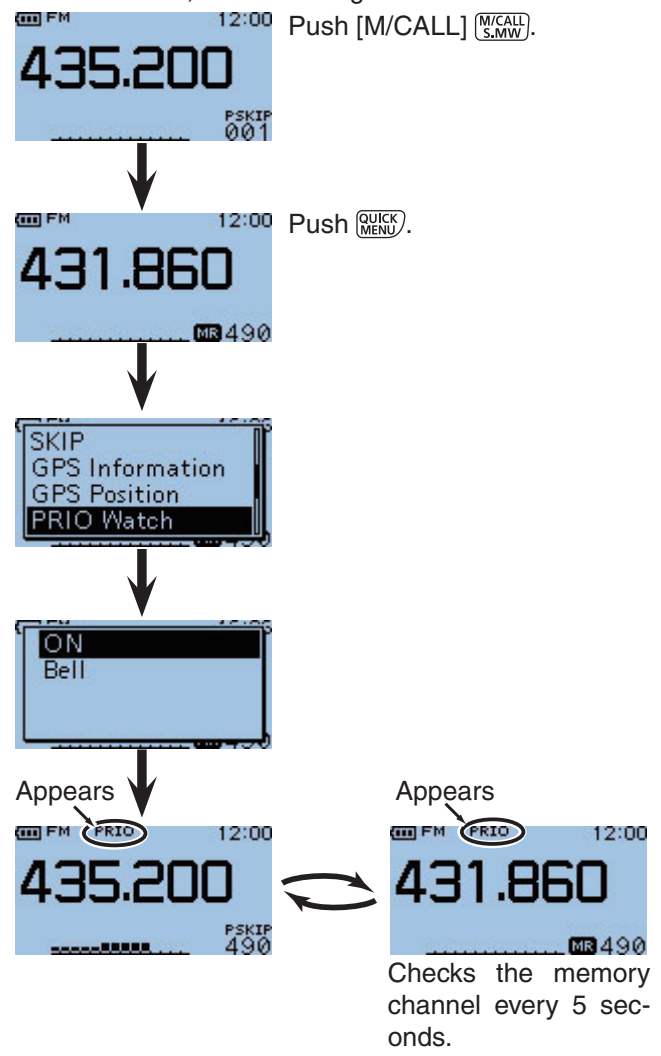 FM 12:00
435.200
PSKIP
001
Push [M/CALL] M/CALL S.MW.
FM 12:00
431.860
MR 490
Push QUICK MENU.
SKIP
GPS Information
GPS Position
PRIO Watch
ON
Bell
Appears
FM PRIO 12:00
435.200
PSKIP
490
Appears
FM PRIO 12:00
431.860
MR 490
Checks the memory
channel every 5 sec-
onds.